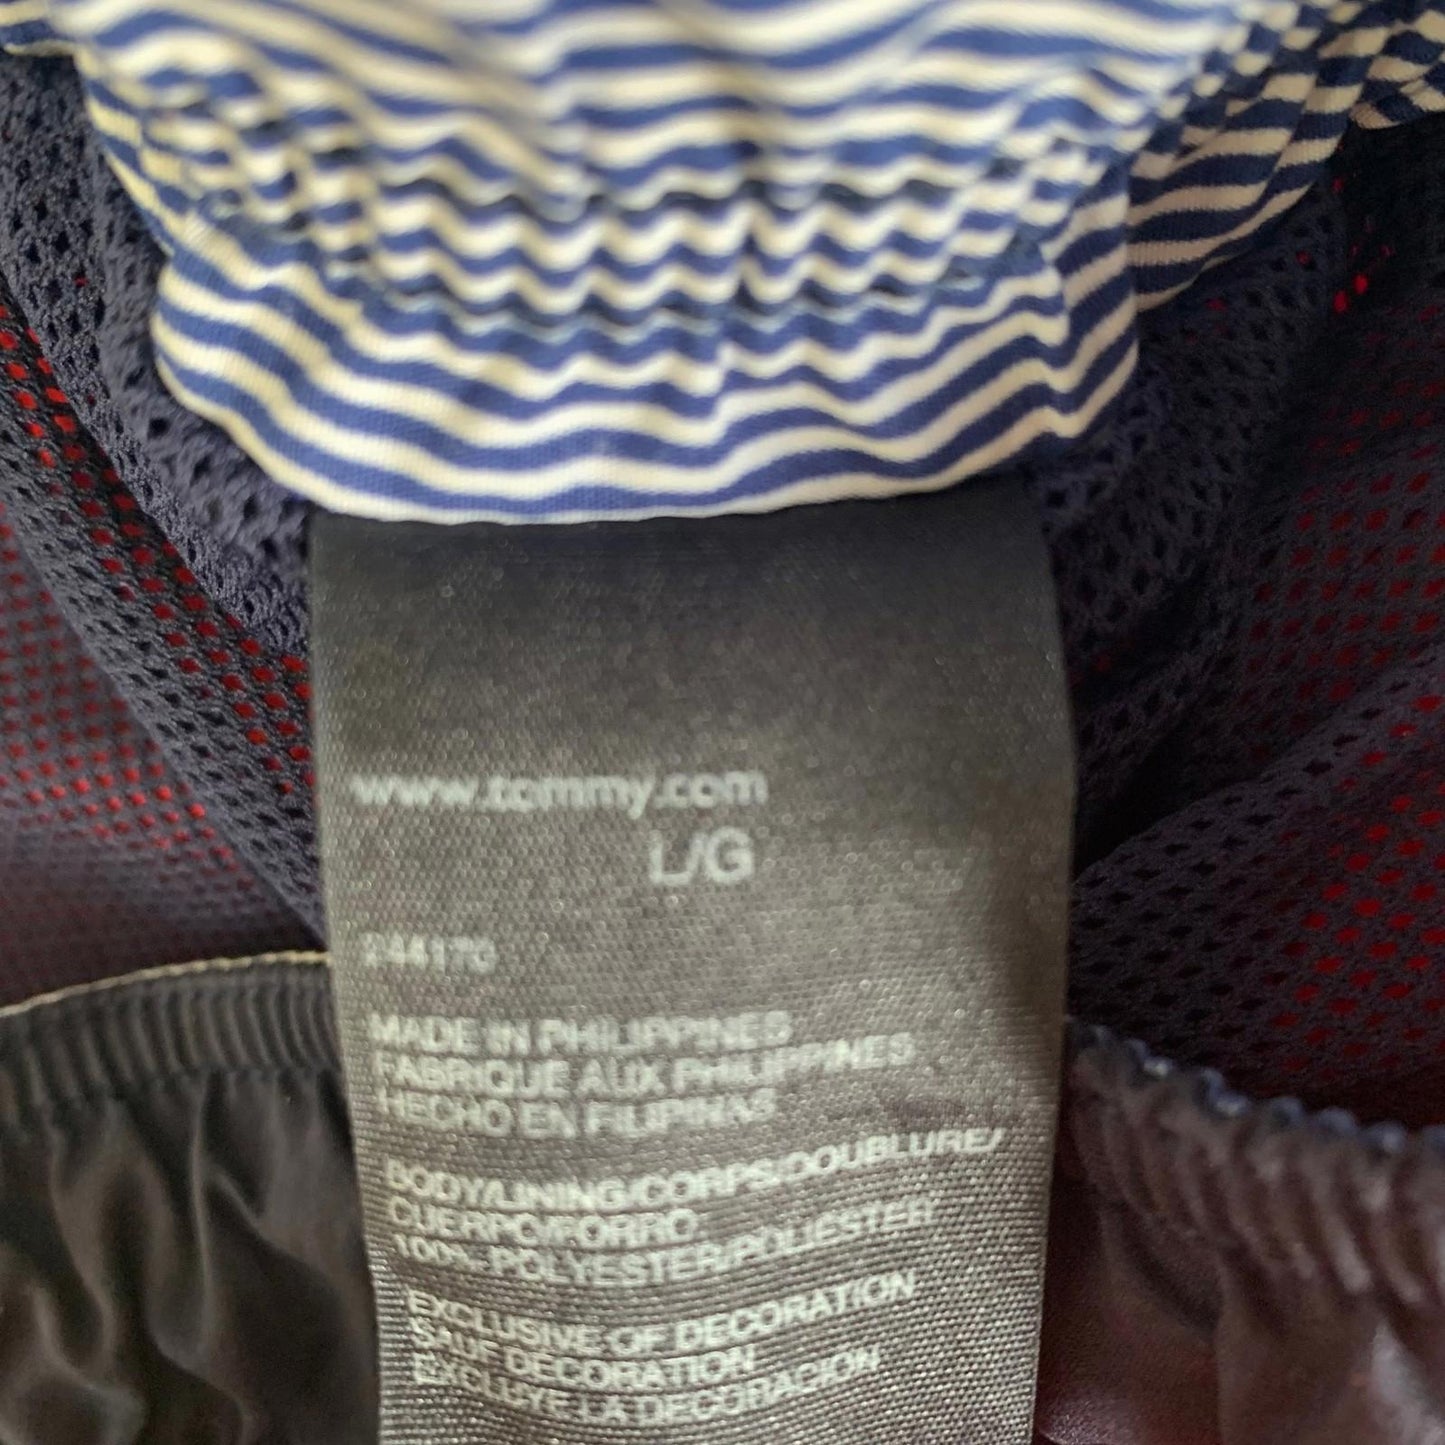 www.tommy.com
L/G
MADE IN PHILIPPINES
FABRIQUE AUX PHILIPPINES
HECHO EN FILIPINAS
BODY/LINING/CORPS/DOUBLURE/
CUERPO/FORRO
100% POLYESTER/POLIESTER
EXCLUSIVE OF DECORATION
SAUF DECORATION
EXCLUYE LA DECORACION